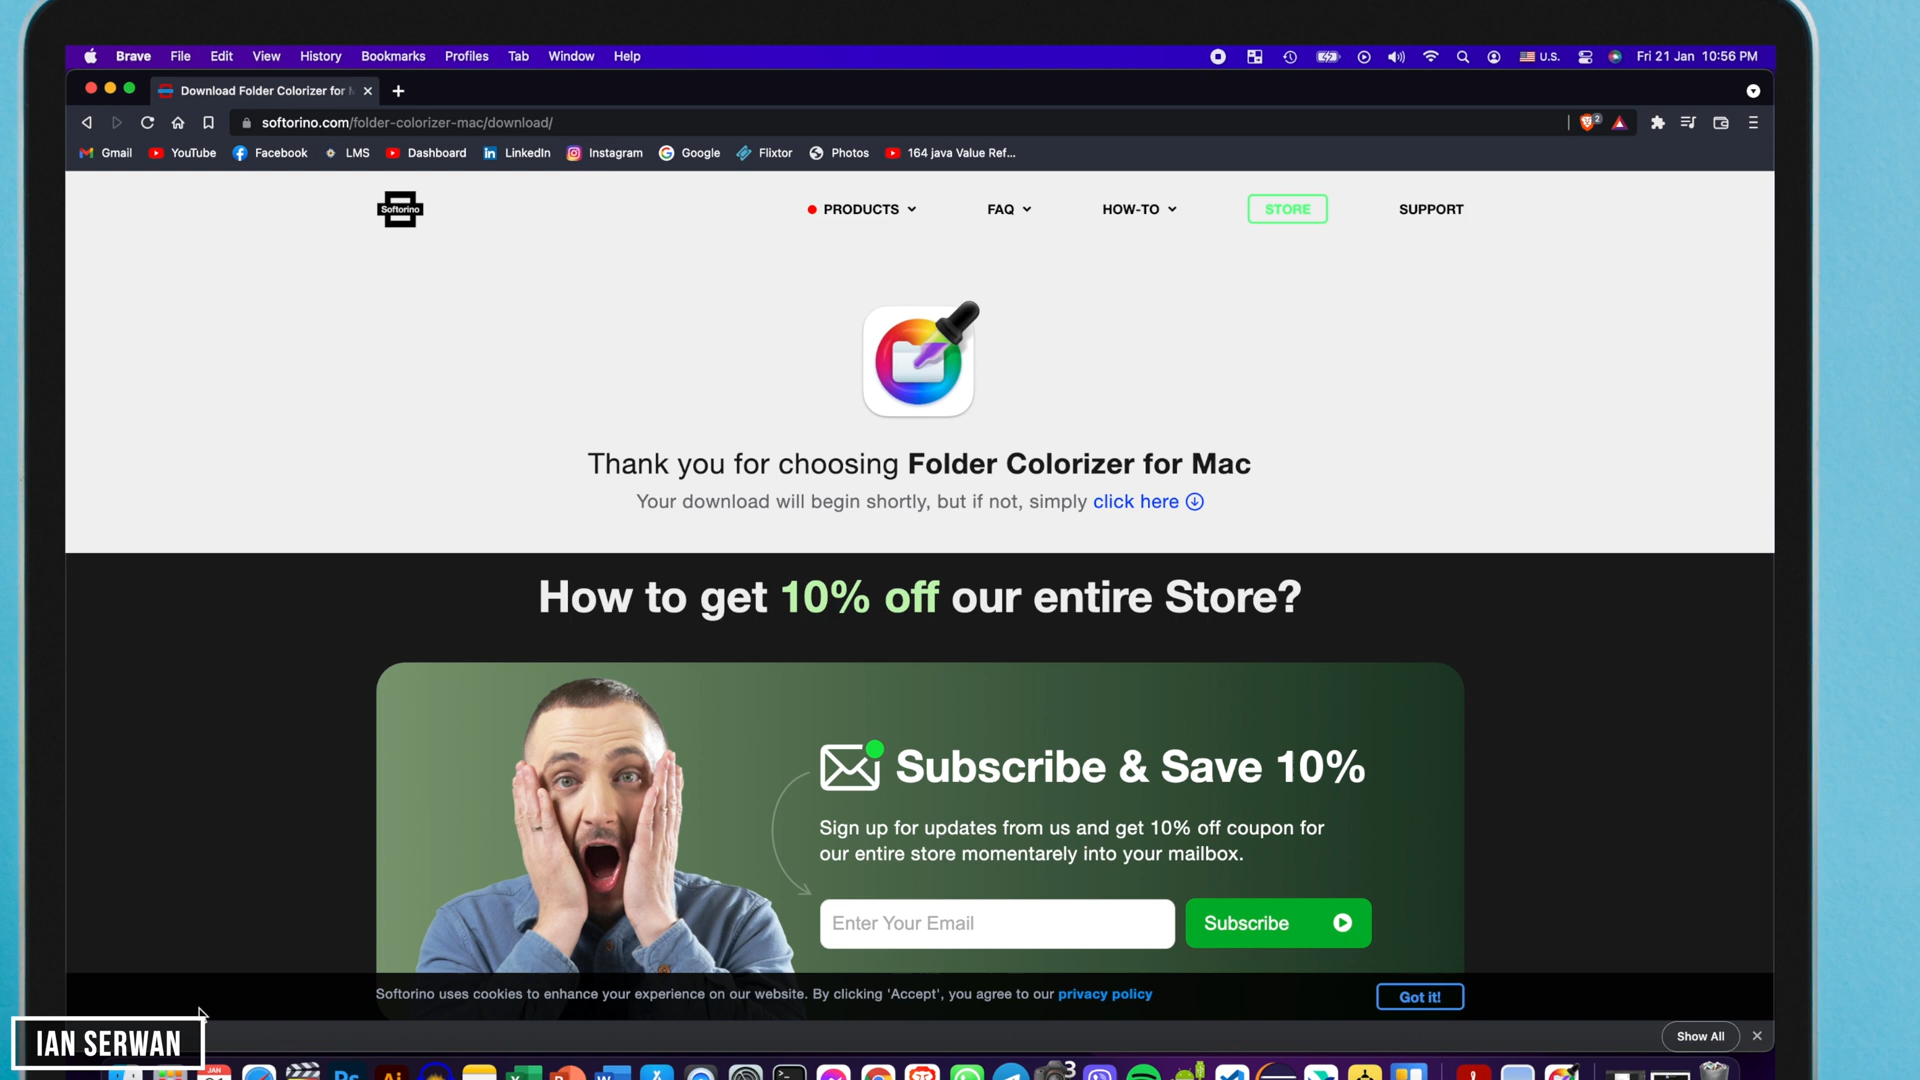 Brave File Edit View History Bookmarks Profiles Tab Window Help
U.S. Fri 21 Jan 10:56 PM
Download Folder Colorizer for
softorino.com/folder-colorizer-mac/download/
2
Gmail YouTube Facebook LMS Dashboard LinkedIn Instagram Google Flixtor Photos 164 java Value Ref...
Softorino PRODUCTS FAQ HOW-TO STORE SUPPORT
Thank you for choosing Folder Colorizer for Mac
Your download will begin shortly, but if not, simply click here
How to get 10% off our entire Store?
Subscribe & Save 10%
Sign up for updates from us and get 10% off coupon for
our entire store momentarely into your mailbox.
Enter Your Email Subscribe
Softorino uses cookies to enhance your experience on our website. By clicking 'Accept', you agree to our privacy policy Got it!
Show All
IAN SERWAN
JAN
3